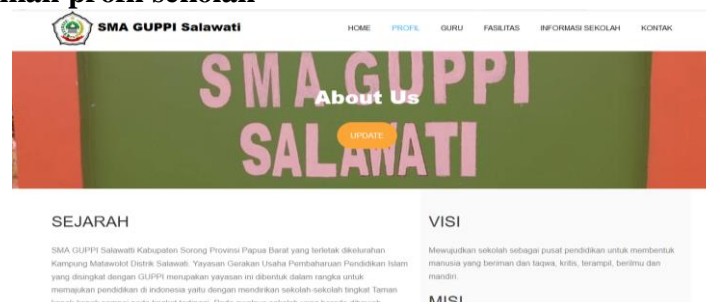 profil sekolah
SMA GUPPI Salawati
HOME PROFIL GURU FASILITAS INFORMASI SEKOLAH KONTAK
SMA GUPPI
About Us
UPDATE
SALAWATI
SEJARAH
SMA GUPPI Salawatli Kabupaten Sorong Provinsi Papua Barat yang terletak dikelurahan
Kampung Matawolot Distrik Salawati. Yayasan Gerakan Usaha Pembaharuan Pendidikan Islam
yang disingkat dengan GUPPI merupakan yayasan ini dibentuk dalam rangka untuk
memajukan pendidikan di indonesia yaitu dengan mendirikan sekolah-sekolah tingkat Taman
VISI
Mewujudkan sekolah sebagai pusat pendidikan untuk membentuk
manusia yang beriman dan taqwa, kritis, terampil, berilmu dan
mandiri.
MISI